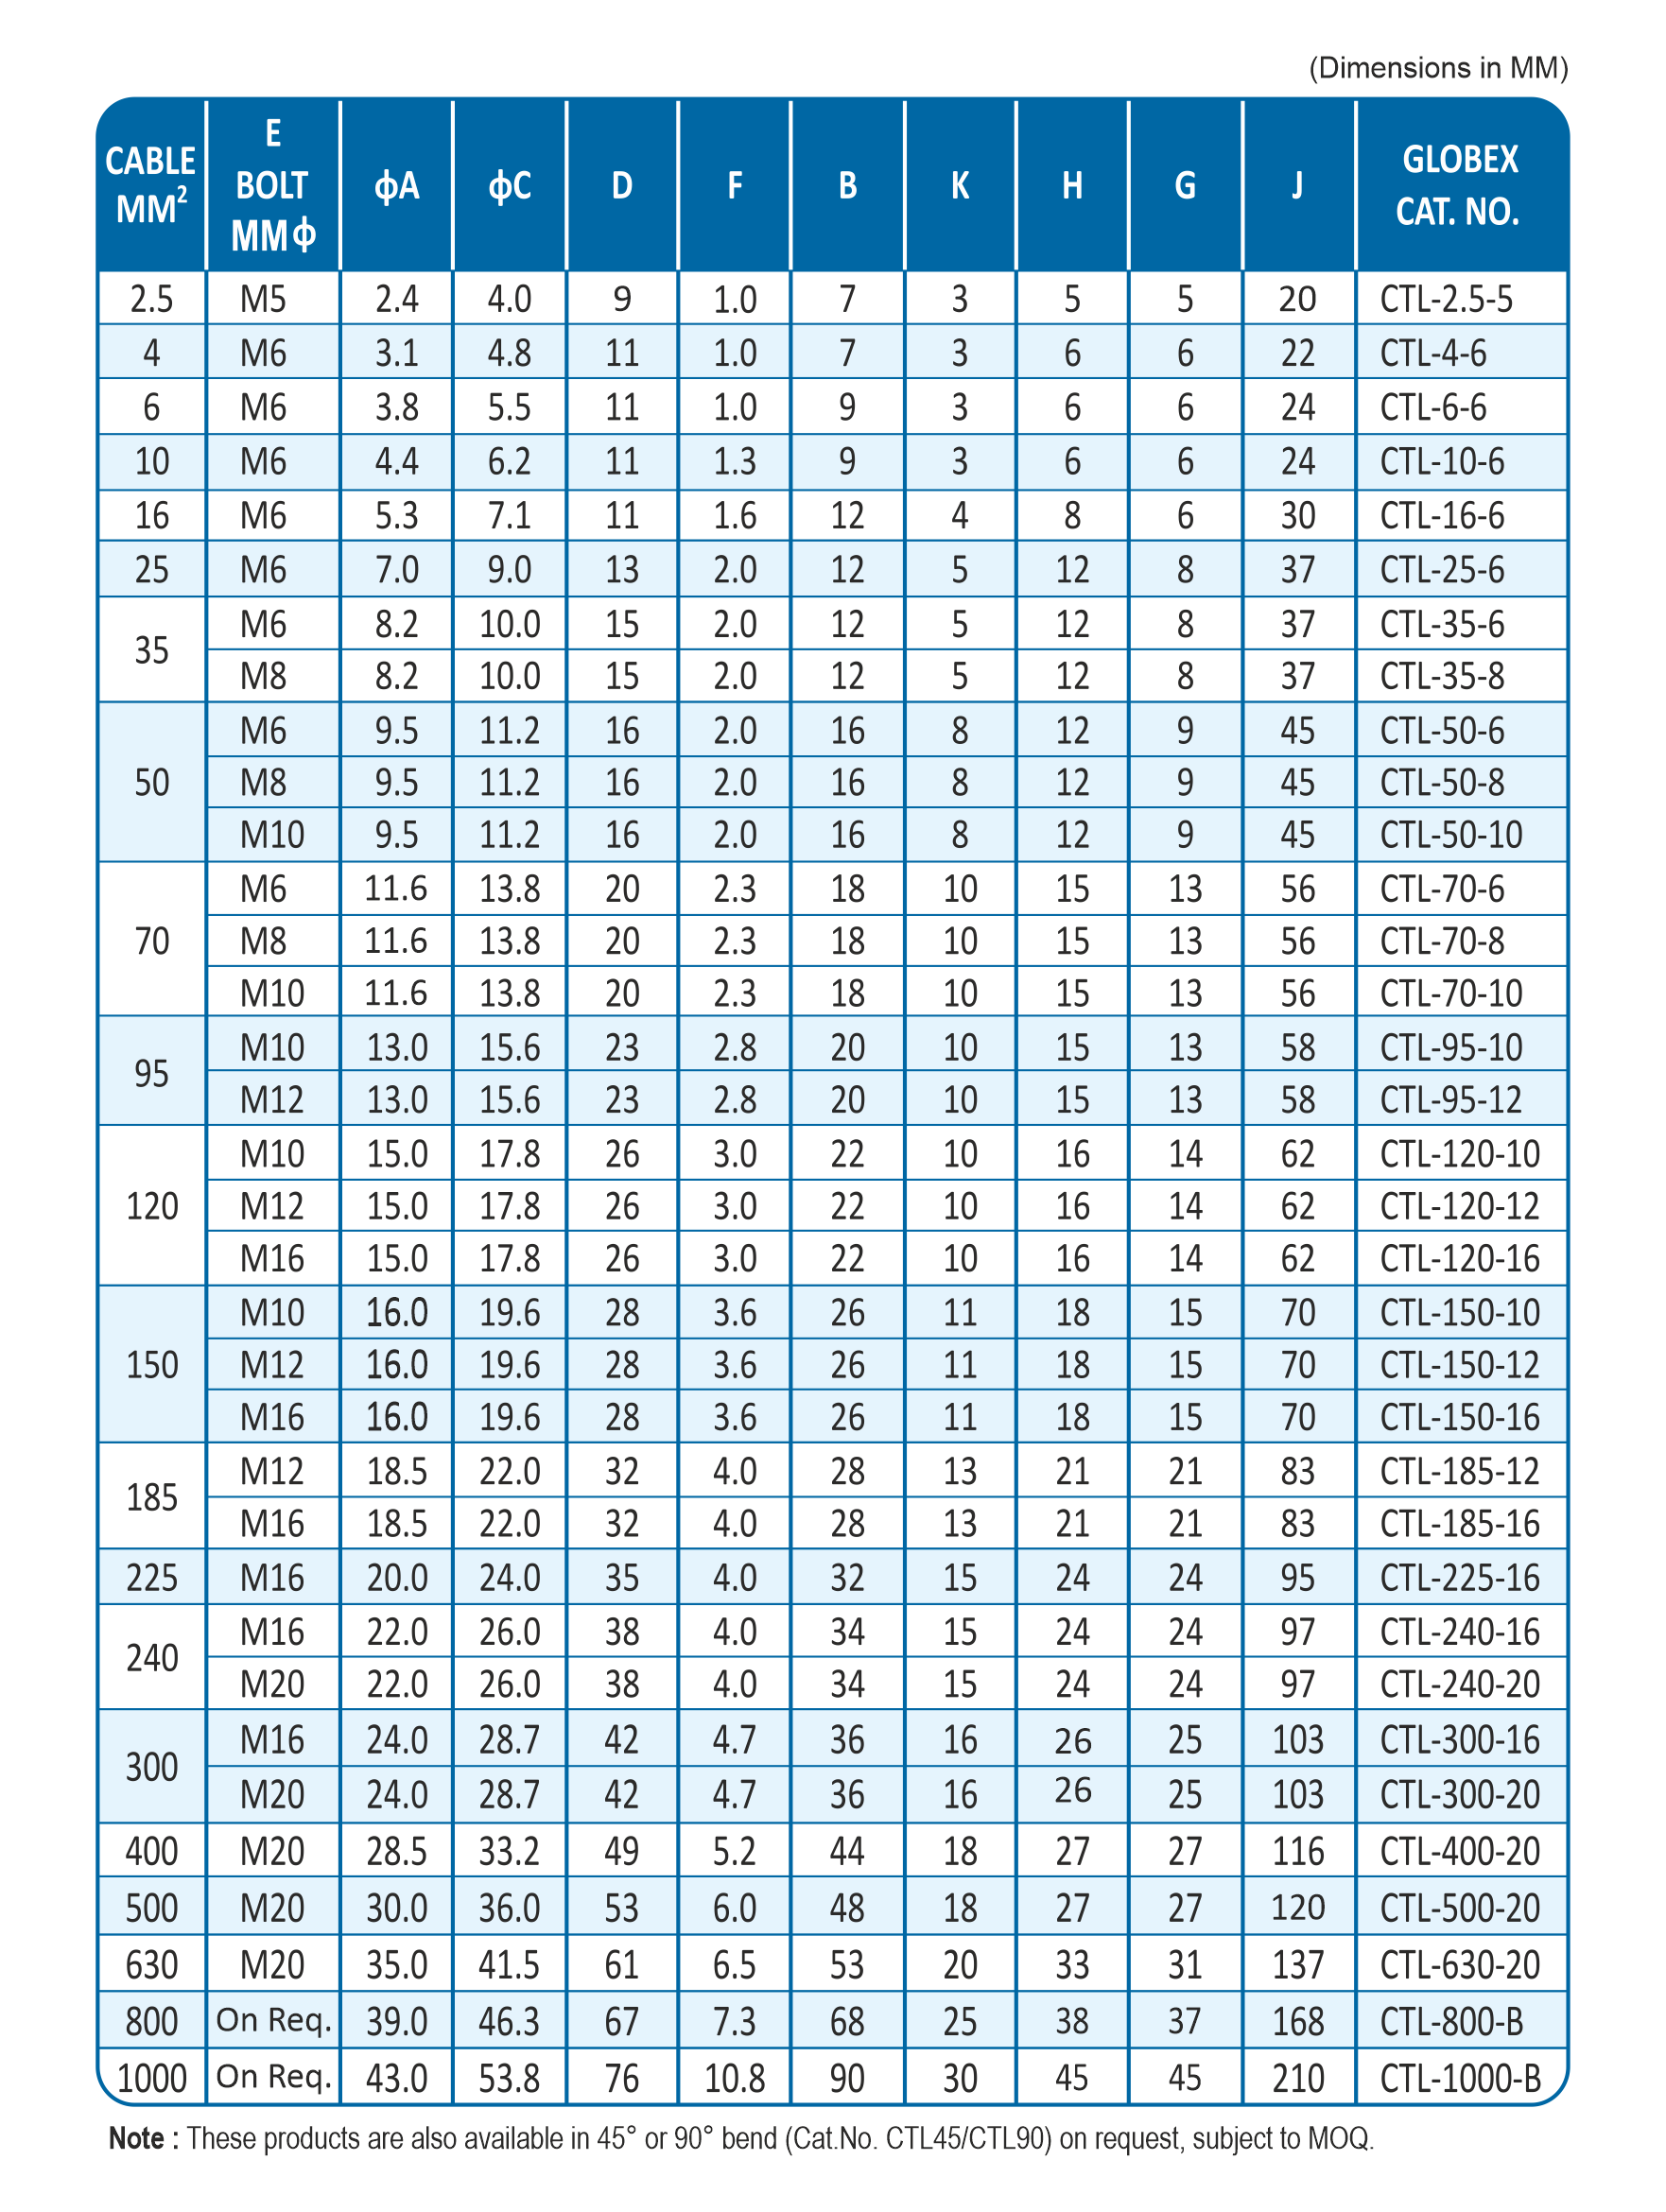 (Dimensions in MM)
CABLE MM² E BOLT MMϕ ϕA ϕC D F B K H G J GLOBEX CAT. NO.
2.5 M5 2.4 4.0 9 1.0 7 3 5 5 20 CTL-2.5-5
4 M6 3.1 4.8 11 1.0 7 3 6 6 22 CTL-4-6
6 M6 3.8 5.5 11 1.0 9 3 6 6 24 CTL-6-6
10 M6 4.4 6.2 11 1.3 9 3 6 6 24 CTL-10-6
16 M6 5.3 7.1 11 1.6 12 4 8 6 30 CTL-16-6
25 M6 7.0 9.0 13 2.0 12 5 12 8 37 CTL-25-6
35 M6 8.2 10.0 15 2.0 12 5 12 8 37 CTL-35-6
M8 8.2 10.0 15 2.0 12 5 12 8 37 CTL-35-8
50 M6 9.5 11.2 16 2.0 16 8 12 9 45 CTL-50-6
M8 9.5 11.2 16 2.0 16 8 12 9 45 CTL-50-8
M10 9.5 11.2 16 2.0 16 8 12 9 45 CTL-50-10
70 M6 11.6 13.8 20 2.3 18 10 15 13 56 CTL-70-6
M8 11.6 13.8 20 2.3 18 10 15 13 56 CTL-70-8
M10 11.6 13.8 20 2.3 18 10 15 13 56 CTL-70-10
95 M10 13.0 15.6 23 2.8 20 10 15 13 58 CTL-95-10
M12 13.0 15.6 23 2.8 20 10 15 13 58 CTL-95-12
120 M10 15.0 17.8 26 3.0 22 10 16 14 62 CTL-120-10
M12 15.0 17.8 26 3.0 22 10 16 14 62 CTL-120-12
M16 15.0 17.8 26 3.0 22 10 16 14 62 CTL-120-16
150 M10 16.0 19.6 28 3.6 26 11 18 15 70 CTL-150-10
M12 16.0 19.6 28 3.6 26 11 18 15 70 CTL-150-12
M16 16.0 19.6 28 3.6 26 11 18 15 70 CTL-150-16
185 M12 18.5 22.0 32 4.0 28 13 21 21 83 CTL-185-12
M16 18.5 22.0 32 4.0 28 13 21 21 83 CTL-185-16
225 M16 20.0 24.0 35 4.0 32 15 24 24 95 CTL-225-16
240 M16 22.0 26.0 38 4.0 34 15 24 24 97 CTL-240-16
M20 22.0 26.0 38 4.0 34 15 24 24 97 CTL-240-20
300 M16 24.0 28.7 42 4.7 36 16 26 25 103 CTL-300-16
M20 24.0 28.7 42 4.7 36 16 26 25 103 CTL-300-20
400 M20 28.5 33.2 49 5.2 44 18 27 27 116 CTL-400-20
500 M20 30.0 36.0 53 6.0 48 18 27 27 120 CTL-500-20
630 M20 35.0 41.5 61 6.5 53 20 33 31 137 CTL-630-20
800 On Req. 39.0 46.3 67 7.3 68 25 38 37 168 CTL-800-B
1000 On Req. 43.0 53.8 76 10.8 90 30 45 45 210 CTL-1000-B
Note : These products are also available in 45° or 90° bend (Cat.No. CTL45/CTL90) on request, subject to MOQ.